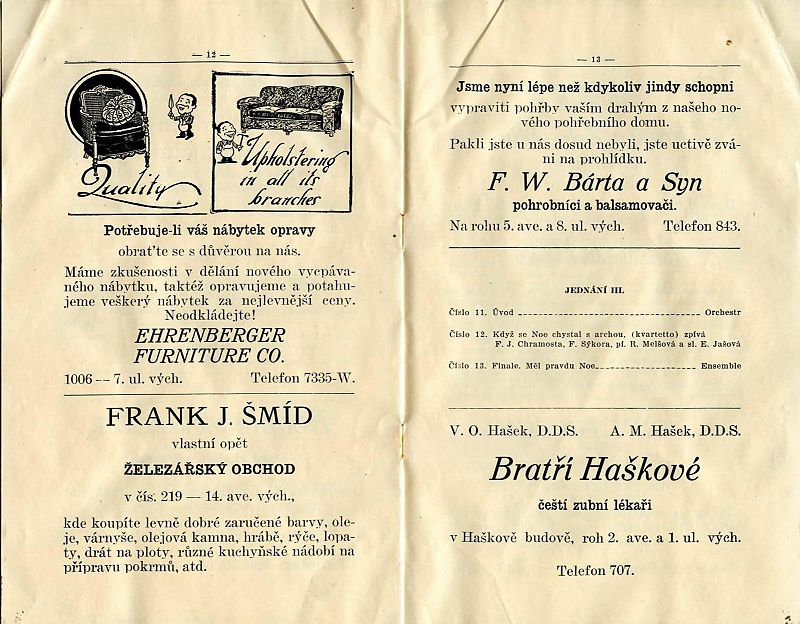 — 12 —
Quality
Upholstering
in all its
branches
Potřebuje-li váš nábytek opravy
obraťte se s důvěrou na nás.
Máme zkušenosti v dělání nového vycpáva-
ného nábytku, taktéž opravujeme a potahu-
jeme veškerý nábytek za nejlevnější ceny.
Neodkládejte!
EHRENBERGER
FURNITURE CO.
1006 — 7. ul. vých. Telefon 7335-W.
FRANK J. ŠMÍD
vlastní opět
ŽELEZÁŘSKÝ OBCHOD
v čís. 219 — 14. ave. vých.,
kde koupíte levně dobré zaručené barvy, ole-
je, várnyše, olejová kamna, hrábě, rýče, lopa-
ty, drát na ploty, různé kuchyňské nádobí na
přípravu pokrmů, atd.
— 13 —
Jsme nyní lépe než kdykoliv jindy schopni
vypraviti pohřby vaším drahým z našeho no-
vého pohřebního domu.
Pakli jste u nás dosud nebyli, jste uctivě zvá-
ni na prohlídku.
F. W. Bárta a Syn
pohrobníci a balsamovači.
Na rohu 5. ave. a 8. ul. vých. Telefon 843.
JEDNÁNÍ III.
Číslo 11. Úvod Orchestr
Číslo 12. Když se Noe chystal s archou, (kvartetto) zpívá
F. J. Chramosta, F. Sýkora, pí. R. Melšová a sl. E. Jašová
Číslo 13. Finale. Měl pravdu Noe Ensemble
V. O. Hašek, D.D.S. A. M. Hašek, D.D.S.
Bratří Haškové
čeští zubní lékaři
v Haškově budově, roh 2. ave. a 1. ul. vých.
Telefon 707.